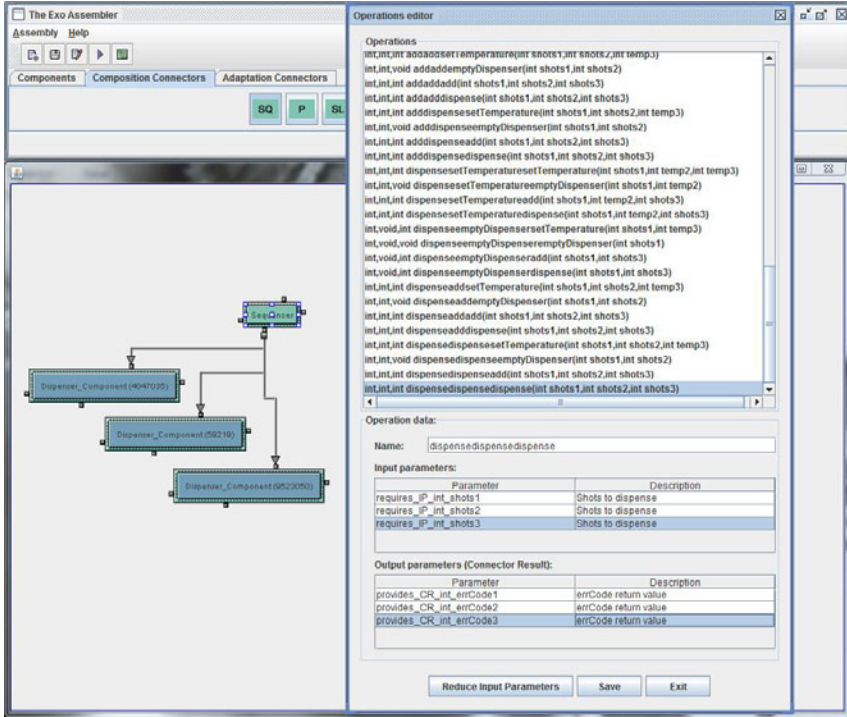 The Exo Assembler
Assembly Help
Components Composition Connectors Adaptation Connectors
SQ P SL
Sequencer
Dispenser_Component (4047035)
Dispenser_Component (59219)
Dispenser_Component (9523050)
Operations editor
Operations
int,int,int addaddsetTemperature(int shots1,int shots2,int temp3)
int,int,void addaddemptyDispenser(int shots1,int shots2)
int,int,int addaddadd(int shots1,int shots2,int shots3)
int,int,int addadddispense(int shots1,int shots2,int shots3)
int,int,int adddispensesetTemperature(int shots1,int shots2,int temp3)
int,int,void adddispenseemptyDispenser(int shots1,int shots2)
int,int,int adddispenseadd(int shots1,int shots2,int shots3)
int,int,int adddispensedispense(int shots1,int shots2,int shots3)
int,int,int dispensesetTemperaturesetTemperature(int shots1,int temp2,int temp3)
int,int,void dispensesetTemperatureemptyDispenser(int shots1,int temp2)
int,int,int dispensesetTemperatureadd(int shots1,int temp2,int shots3)
int,int,int dispensesetTemperaturedispense(int shots1,int temp2,int shots3)
int,void,int dispenseemptyDispensersetTemperature(int shots1,int temp3)
int,void,void dispenseemptyDispenseremptyDispenser(int shots1)
int,void,int dispenseemptyDispenseradd(int shots1,int shots3)
int,void,int dispenseemptyDispenserdispense(int shots1,int shots3)
int,int,int dispenseaddsetTemperature(int shots1,int shots2,int temp3)
int,int,void dispenseaddemptyDispenser(int shots1,int shots2)
int,int,int dispenseaddadd(int shots1,int shots2,int shots3)
int,int,int dispenseadddispense(int shots1,int shots2,int shots3)
int,int,int dispensedispensesetTemperature(int shots1,int shots2,int temp3)
int,int,void dispensedispenseemptyDispenser(int shots1,int shots2)
int,int,int dispensedispenseadd(int shots1,int shots2,int shots3)
int,int,int dispensedispensedispense(int shots1,int shots2,int shots3)
Operation data:
Name: dispensedispensedispense
Input parameters:
Parameter Description
requires_IP_int_shots1 Shots to dispense
requires_IP_int_shots2 Shots to dispense
requires_IP_int_shots3 Shots to dispense
Output parameters (Connector Result):
Parameter Description
provides_CR_int_errCode1 errCode return value
provides_CR_int_errCode2 errCode return value
provides_CR_int_errCode3 errCode return value
Reduce Input Parameters Save Exit